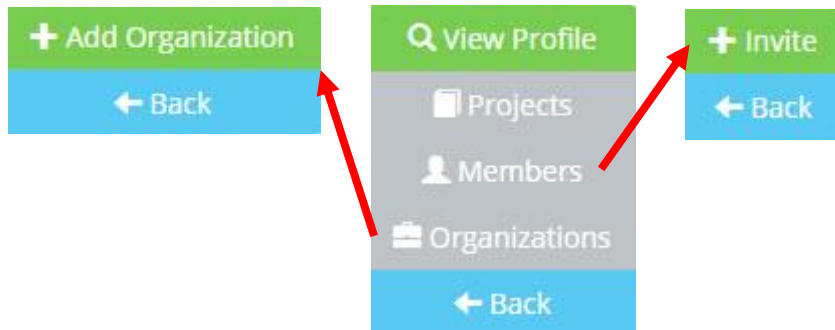 Add Organization
Back
View Profile
Projects
Members
Organizations
Back
Invite
Back